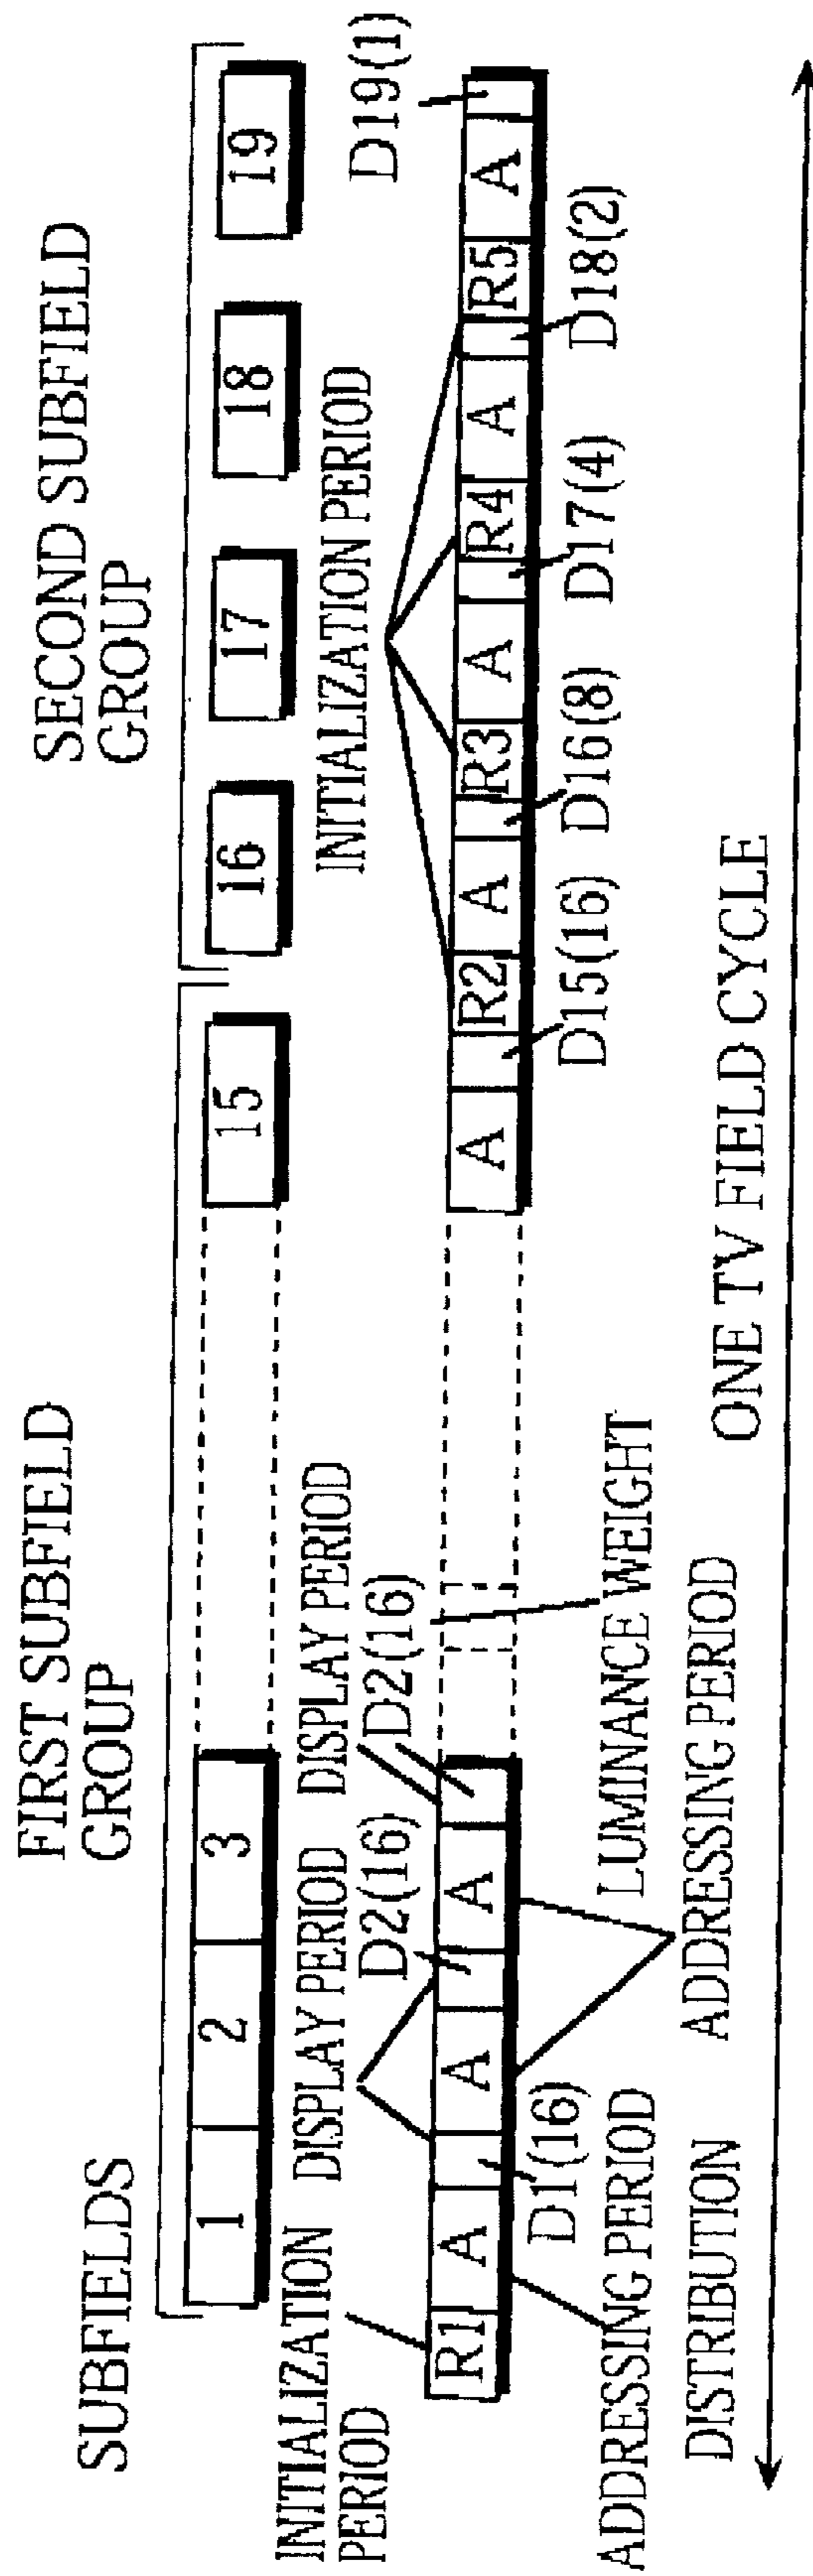 SUBFIELDS
FIRST SUBFIELD
GROUP
SECOND SUBFIELD
GROUP
1 2 3 15 16 17 18 19
INITIALIZATION
PERIOD
DISPLAY PERIOD
DISPLAY PERIOD
INITIALIZATION PERIOD
D2(16)
D2(16)
D19(1)
R1 A A A A R2 A R3 A R4 A R5 A
D1(16)
D15(16)
D16(8)
D17(4)
D18(2)
ADDRESSING PERIOD
LUMINANCE WEIGHT
DISTRIBUTION
ADDRESSING PERIOD
ONE TV FIELD CYCLE